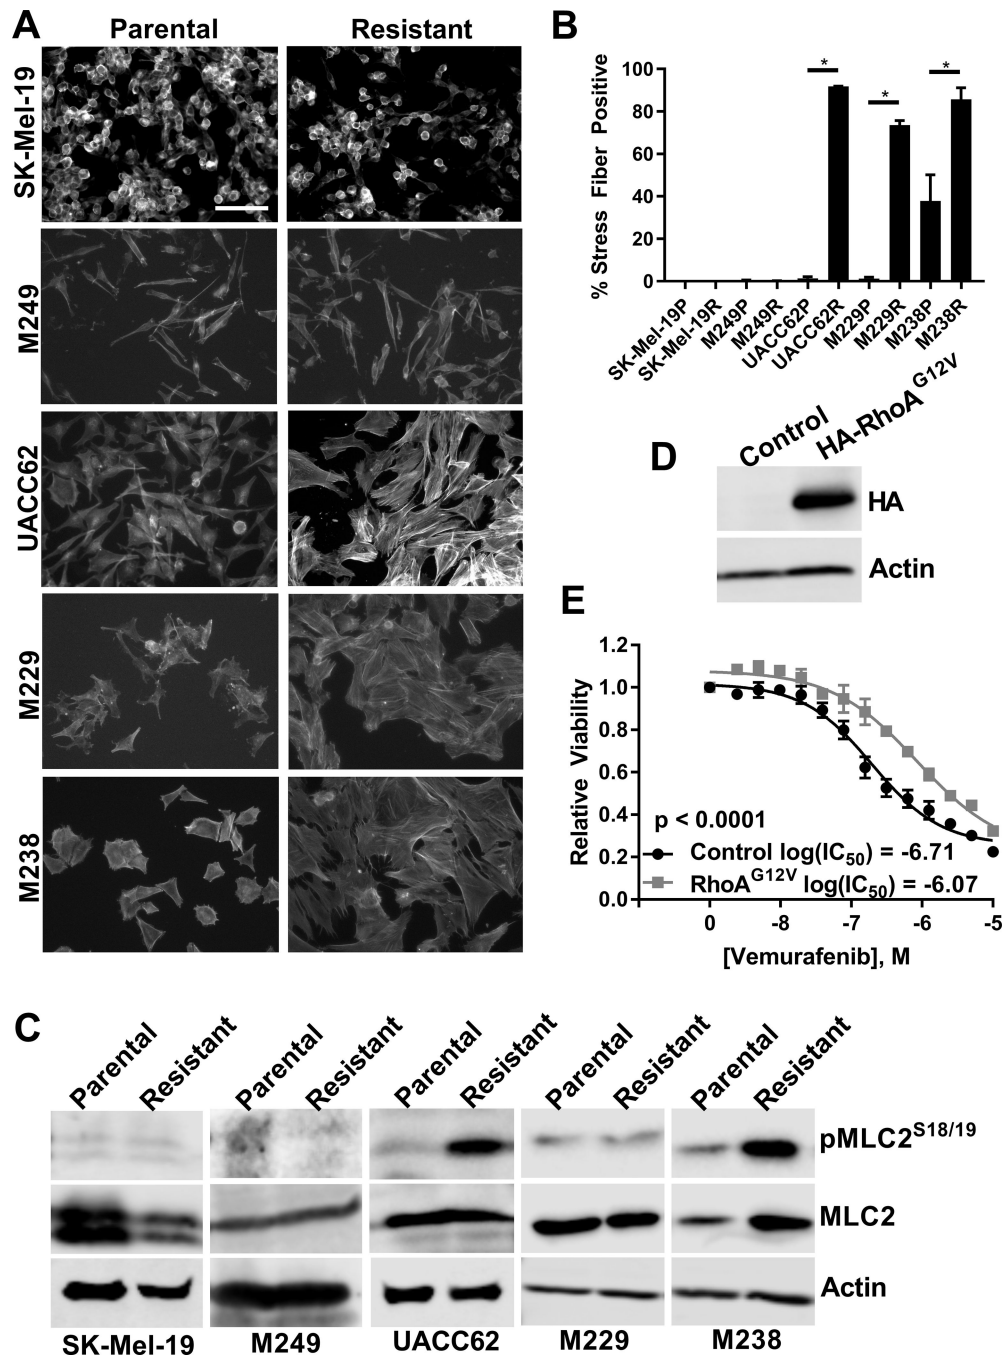 A
Parental
Resistant
SK-Mel-19
M249
UACC62
M229
M238
B
% Stress Fiber Positive
100
80
60
40
20
0
SK-Mel-19P
SK-Mel-19R
M249P
M249R
UACC62P
UACC62R
M229P
M229R
M238P
M238R
*
*
*
D
Control
HA-RhoA^G12V
HA
Actin
E
Relative Viability
1.2
1.0
0.8
0.6
0.4
0.2
0.0
p < 0.0001
Control log(IC50) = -6.71
RhoA^G12V log(IC50) = -6.07
0 -8 -7 -6 -5
[Vemurafenib], M
C
Parental Resistant Parental Resistant Parental Resistant Parental Resistant Parental Resistant
pMLC2^S18/19
MLC2
Actin
SK-Mel-19 M249 UACC62 M229 M238